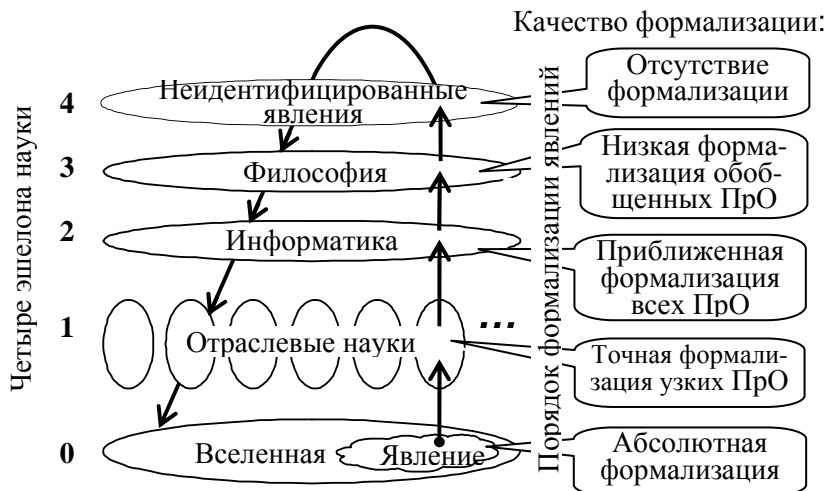 Качество формализации:
Четыре эшелона науки
4
Неидентифицированные
явления
Отсутствие
формализации
3
Философия
Низкая форма-
лизация обоб-
щенных ПрО
2
Информатика
Приближенная
формализация
всех ПрО
1
Отраслевые науки
...
Точная формали-
зация узких ПрО
0
Вселенная
Явление
Абсолютная
формализация
Порядок формализации явлений